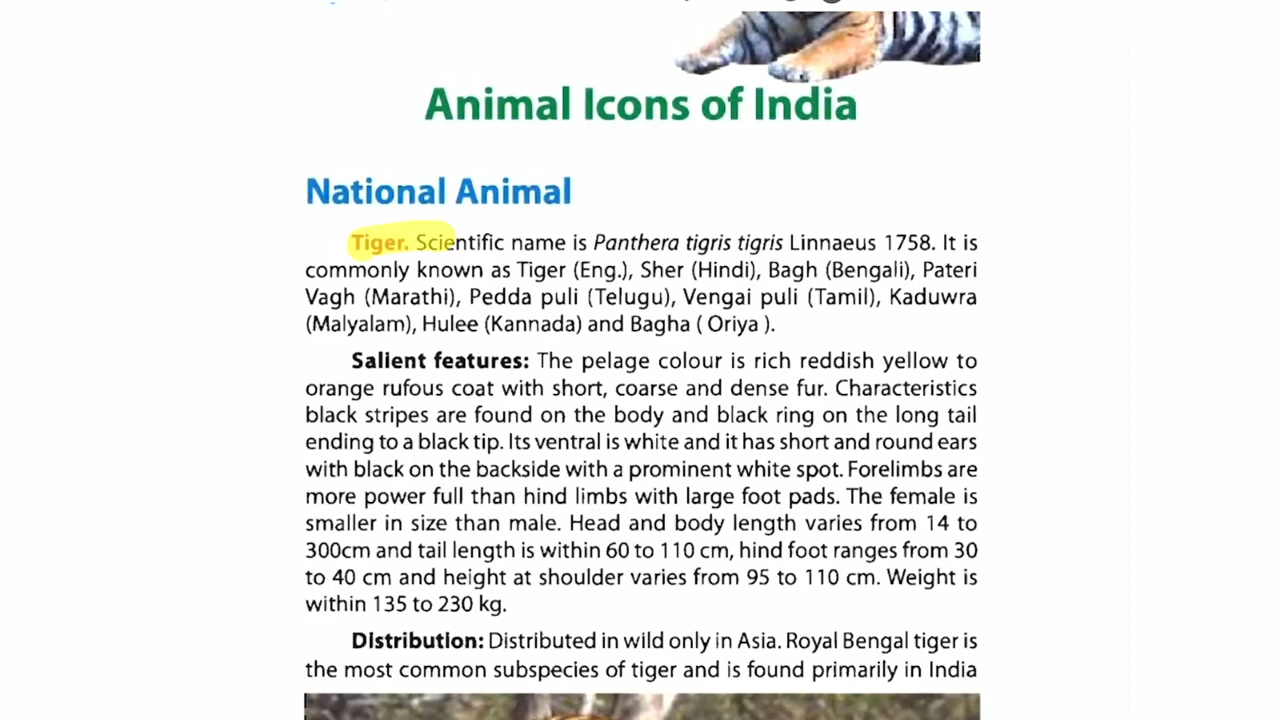 Animal Icons of India
National Animal
Tiger. Scientific name is Panthera tigris tigris Linnaeus 1758. It is
commonly known as Tiger (Eng.), Sher (Hindi), Bagh (Bengali), Pateri
Vagh (Marathi), Pedda puli (Telugu), Vengai puli (Tamil), Kaduwra
(Malyalam), Hulee (Kannada) and Bagha ( Oriya ).
Salient features: The pelage colour is rich reddish yellow to
orange rufous coat with short, coarse and dense fur. Characteristics
black stripes are found on the body and black ring on the long tail
ending to a black tip. Its ventral is white and it has short and round ears
with black on the backside with a prominent white spot. Forelimbs are
more power full than hind limbs with large foot pads. The female is
smaller in size than male. Head and body length varies from 14 to
300cm and tail length is within 60 to 110 cm, hind foot ranges from 30
to 40 cm and height at shoulder varies from 95 to 110 cm. Weight is
within 135 to 230 kg.
Distribution: Distributed in wild only in Asia. Royal Bengal tiger is
the most common subspecies of tiger and is found primarily in India